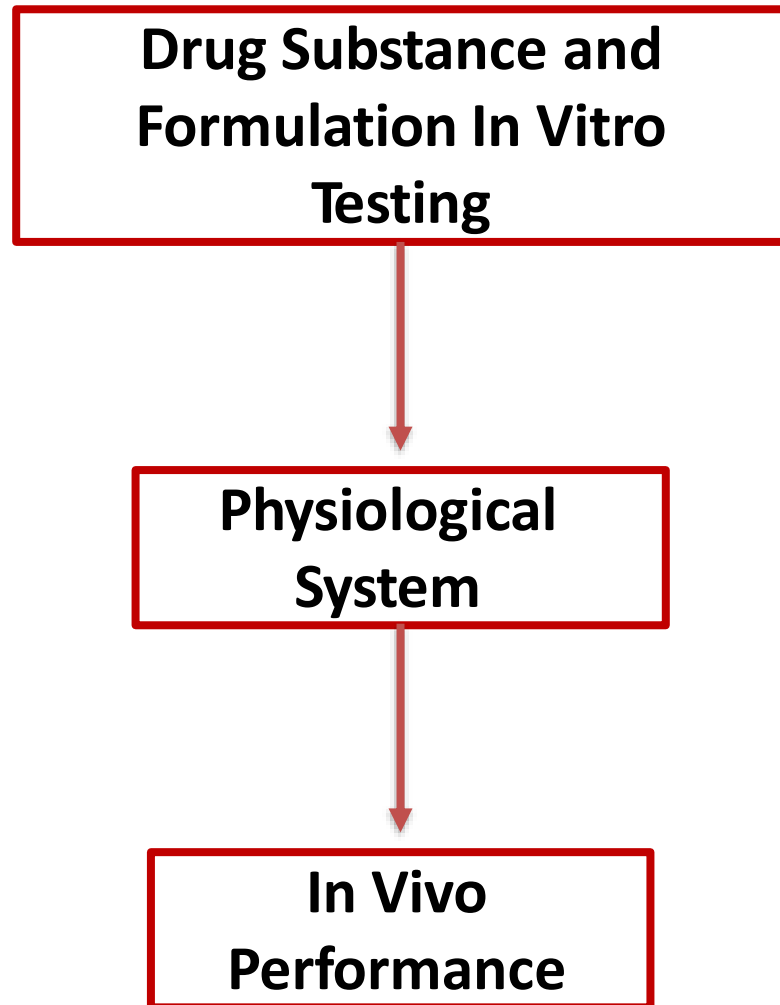 Drug Substance and
Formulation In Vitro
Testing
Physiological
System
In Vivo
Performance